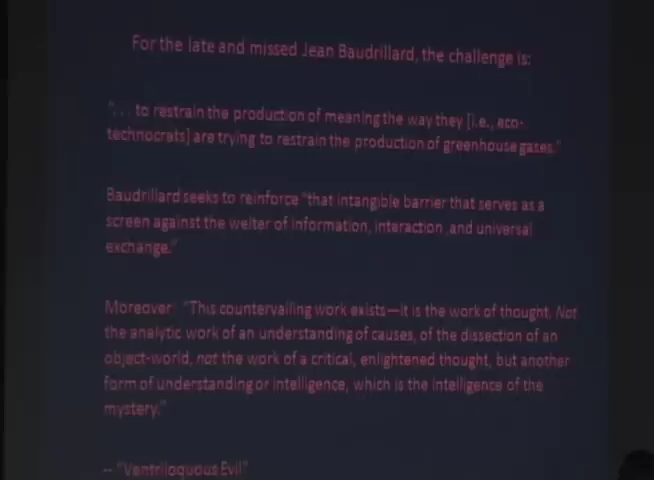 For the late and missed Jean Baudrillard, the challenge is:
". . . to restrain the production of meaning the way they [i.e., eco-
technocrats] are trying to restrain the production of greenhouse gases."
Baudrillard seeks to reinforce "that intangible barrier that serves as a
screen against the welter of information, interaction and universal
exchange."
Moreover: "This countervailing work exists—it is the work of thought. Not
the analytic work of an understanding of causes, of the dissection of an
object-world, not the work of a critical, enlightened thought, but another
form of understanding or intelligence, which is the intelligence of the
mystery."
-- "Ventriloquous Evil"